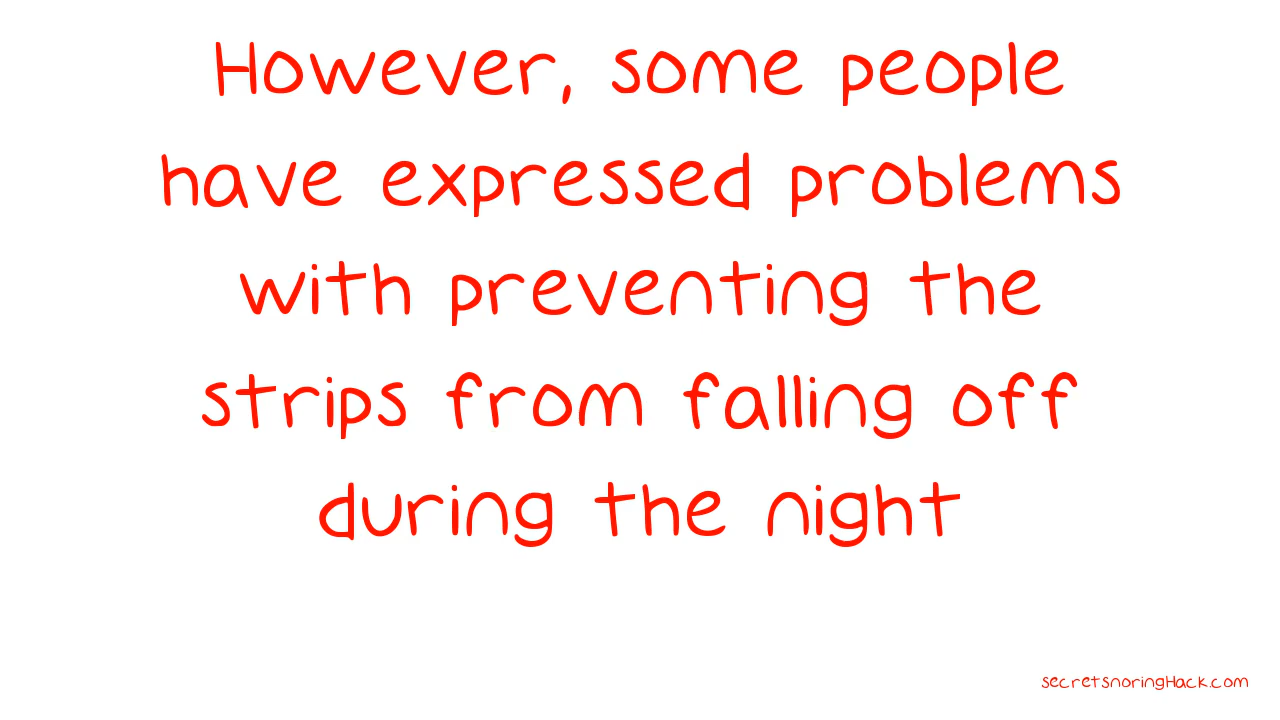 However, some people
have expressed problems
with preventing the
strips from falling off
during the night
secretsnoringHack.com